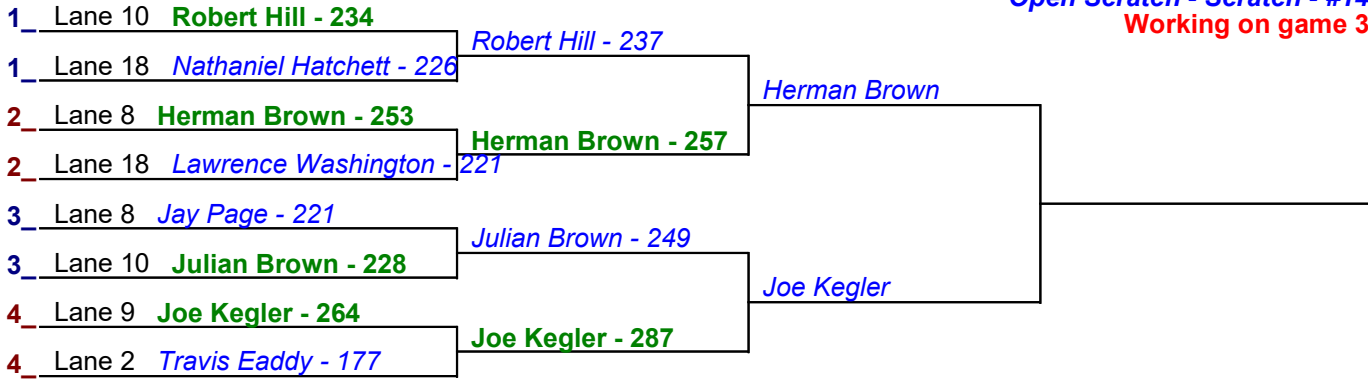 Open Scratch - Scratch - #14
Working on game 3
1_ Lane 10 Robert Hill - 234
Robert Hill - 237
1_ Lane 18 Nathaniel Hatchett - 226
Herman Brown
2_ Lane 8 Herman Brown - 253
Herman Brown - 257
2_ Lane 18 Lawrence Washington - 221
3_ Lane 8 Jay Page - 221
Julian Brown - 249
3_ Lane 10 Julian Brown - 228
Joe Kegler
4_ Lane 9 Joe Kegler - 264
Joe Kegler - 287
4_ Lane 2 Travis Eaddy - 177